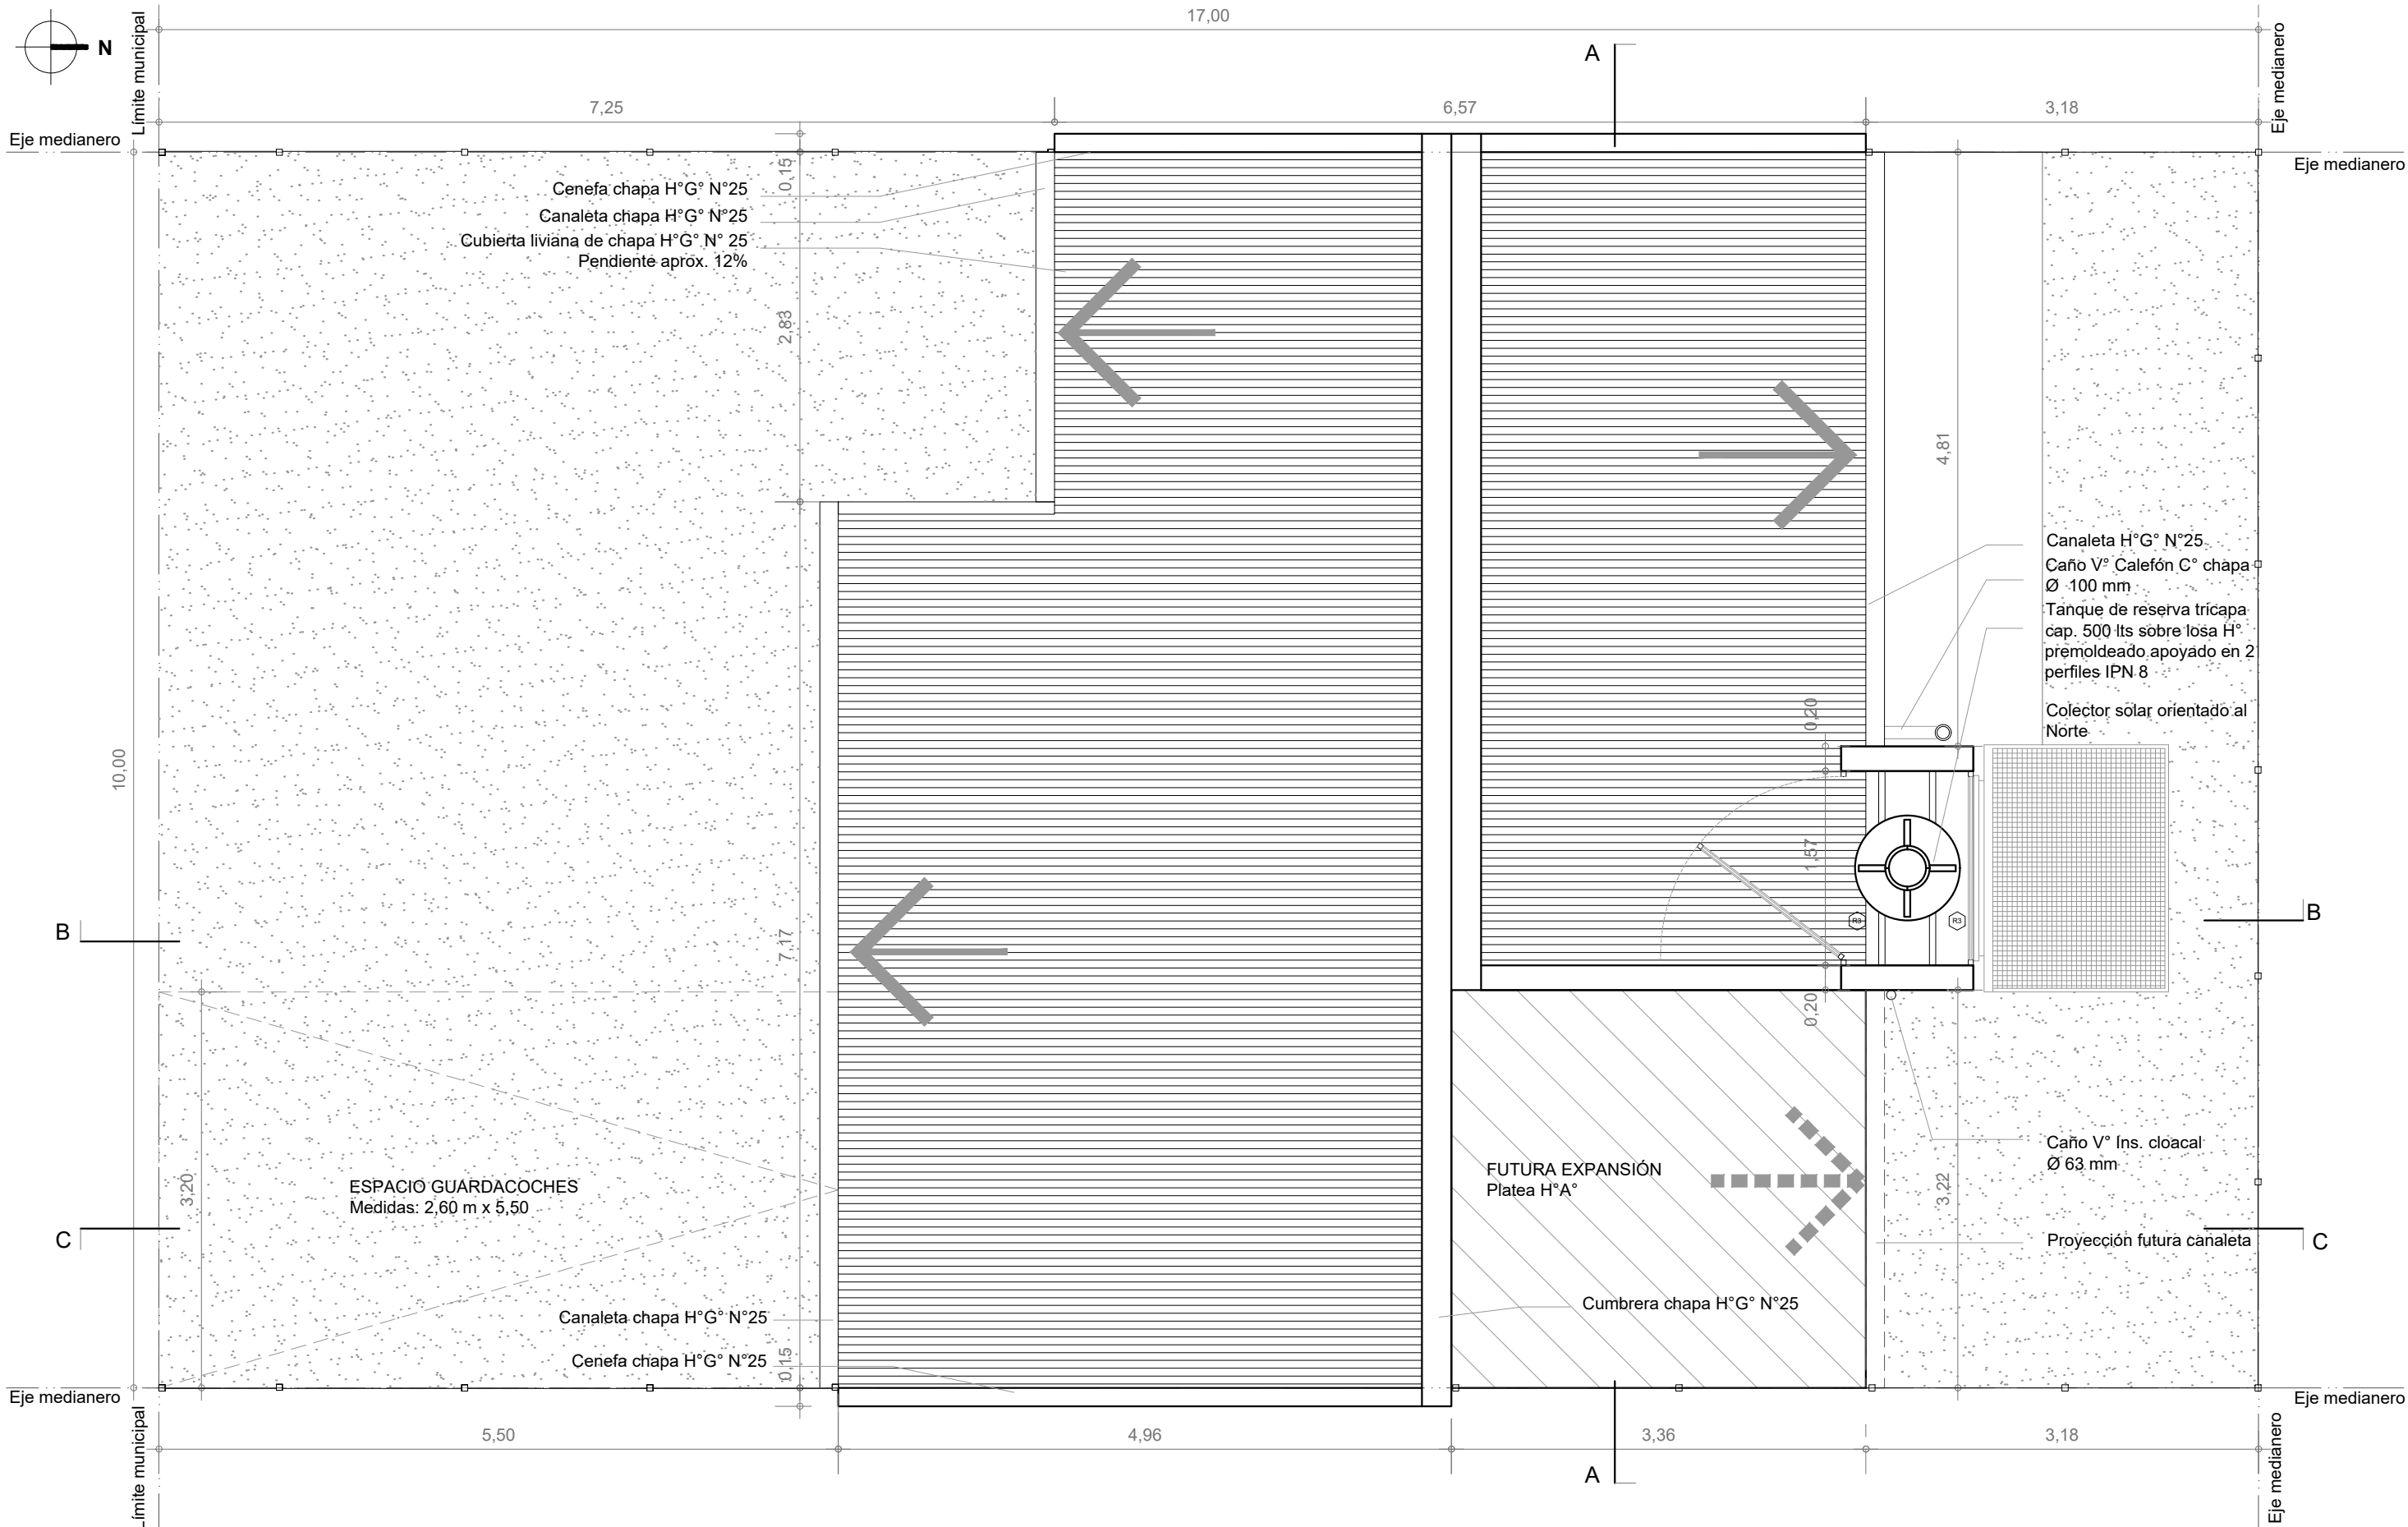 17,00
N
Límite municipal
Eje medianero
A
7,25
6,57
3,18
Eje medianero
Eje medianero
0,15
Cenefa chapa H°G° N°25
Canaleta chapa H°G° N°25
Cubierta liviana de chapa H°G° N° 25
Pendiente aprox. 12%
2,83
4,81
Canaleta H°G° N°25
Caño V° Calefón C° chapa
Ø 100 mm
Tanque de reserva tricapa
cap. 500 lts sobre losa H°
premoldeado apoyado en 2
perfiles IPN 8
Colector solar orientado al
Norte
0,20
10,00
1,57
R3
R3
B
B
7,17
0,20
3,20
ESPACIO GUARDACOCHES
Medidas: 2,60 m x 5,50
FUTURA EXPANSIÓN
Platea H°A°
3,22
Caño V° Ins. cloacal
Ø 63 mm
C
Proyección futura canaleta
C
Canaleta chapa H°G° N°25
Cumbrera chapa H°G° N°25
Cenefa chapa H°G° N°25
0,15
Eje medianero
Eje medianero
Límite municipal
5,50
4,96
3,36
3,18
Eje medianero
A